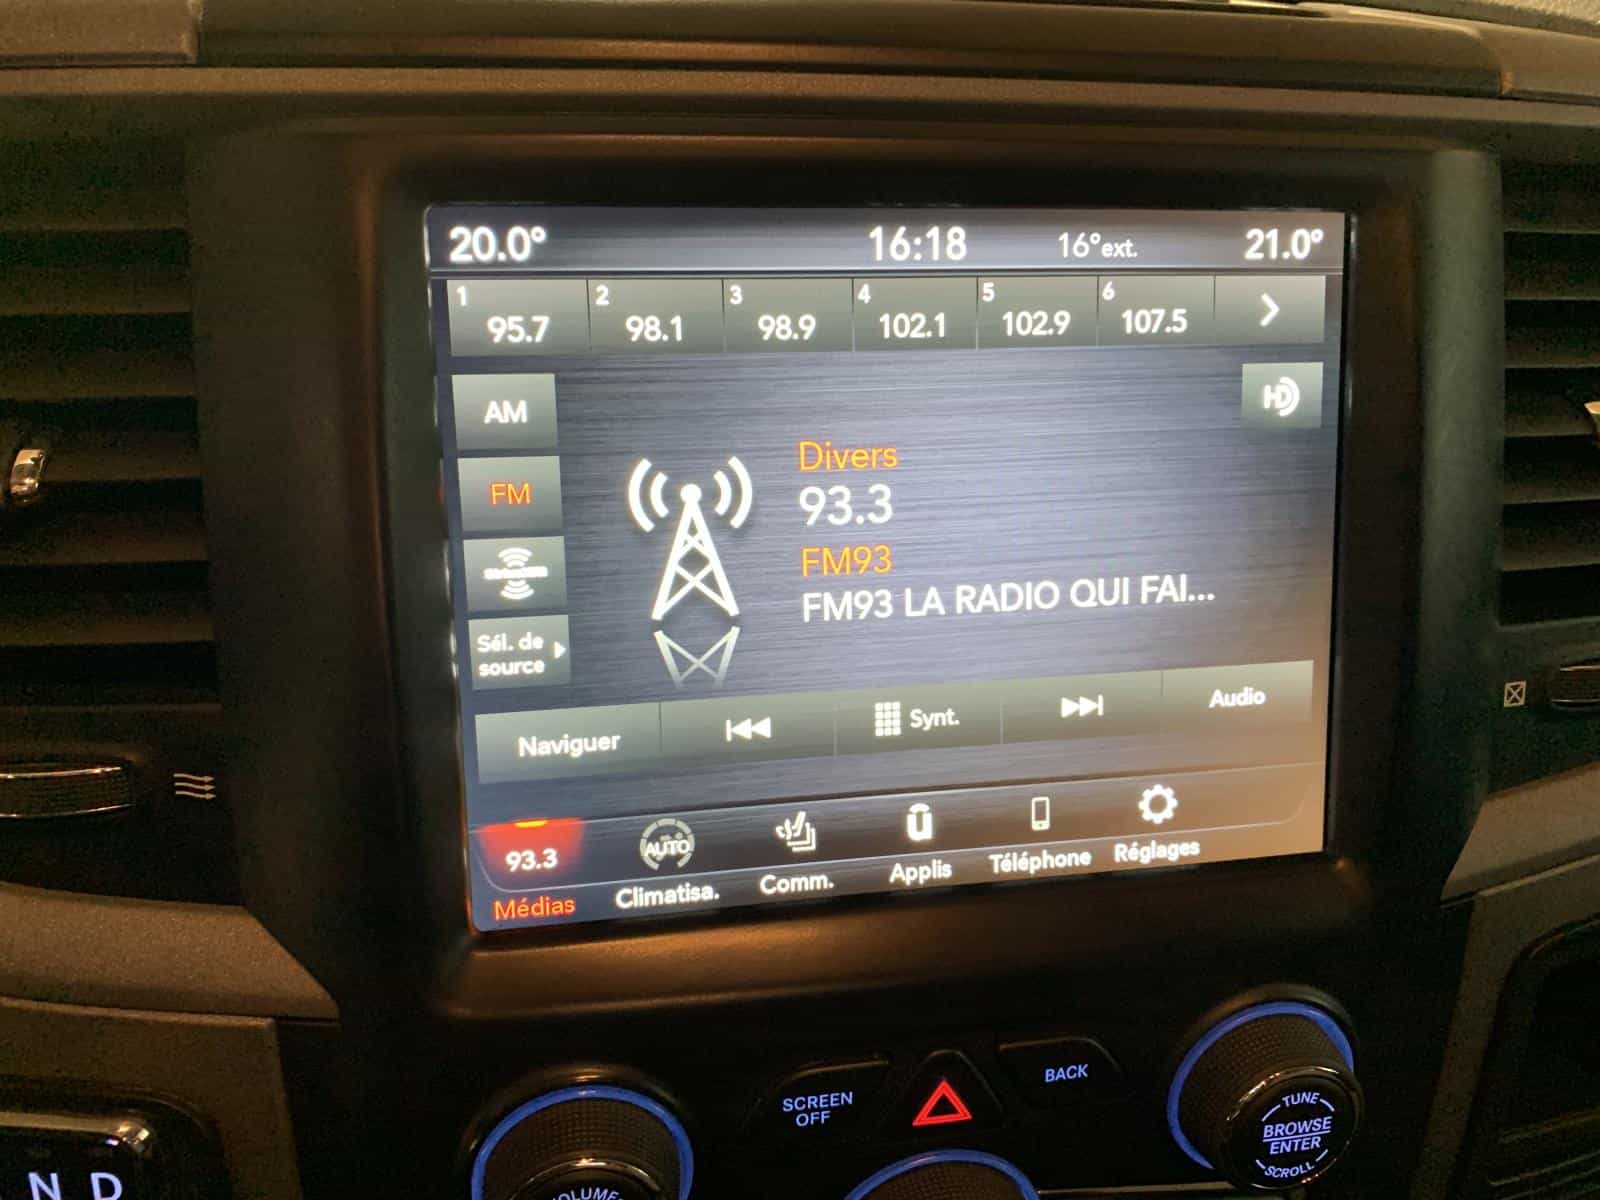 20.0° 16:18 16°ext. 21.0°
1 2 3 4 5 6
95.7 98.1 98.9 102.1 102.9 107.5
AM
HD
Divers
93.3
FM
FM93
FM93 LA RADIO QUI FAI...
Sél. de
source
Naviguer Synt. Audio
93.3 AUTO
Médias Climatisa. Comm. Applis Téléphone Réglages
SCREEN
OFF
BACK
TUNE
BROWSE
ENTER
SCROLL
N D
VOLUME